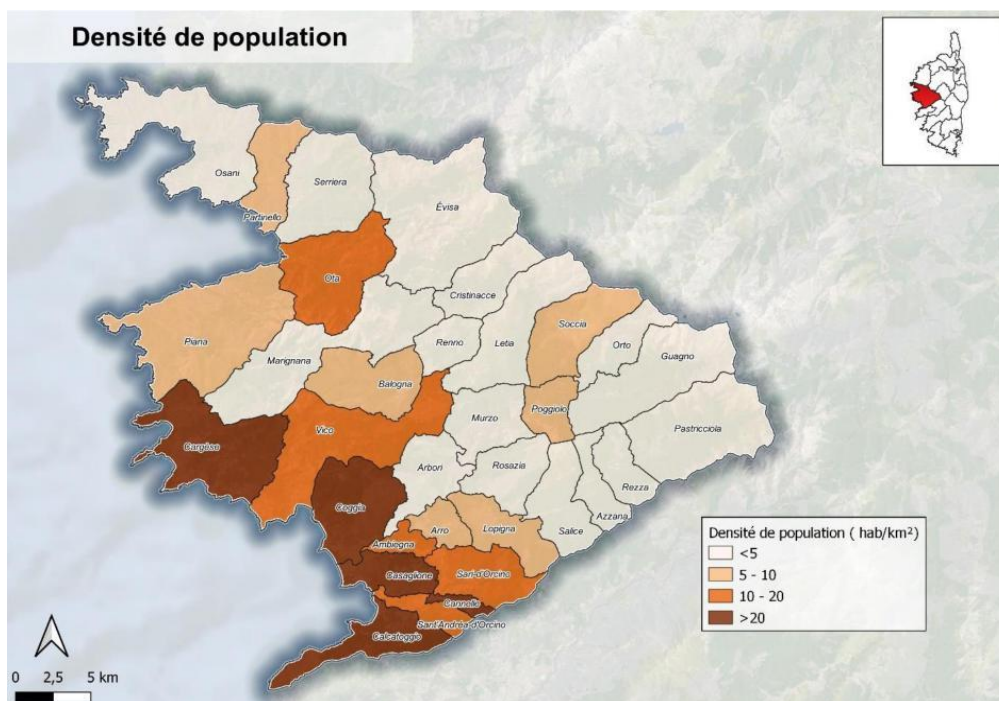 Densité de population
Osani
Partinello
Serriera
Évisa
Ota
Cristinacce
Piana
Marignana
Renno
Letia
Soccia
Orto
Guagno
Balogna
Poggiolo
Murzo
Pastricciola
Vico
Cargèse
Arbori
Rosazia
Rezza
Coggia
Azzana
Salice
Arro
Lopigna
Ambiegna
Casaglione
Sari-d'Orcino
Cannelle
Sant'Andréa-d'Orcino
Calcatoggio
Densité de population ( hab/km²)
<5
5 - 10
10 - 20
>20
0 2,5 5 km